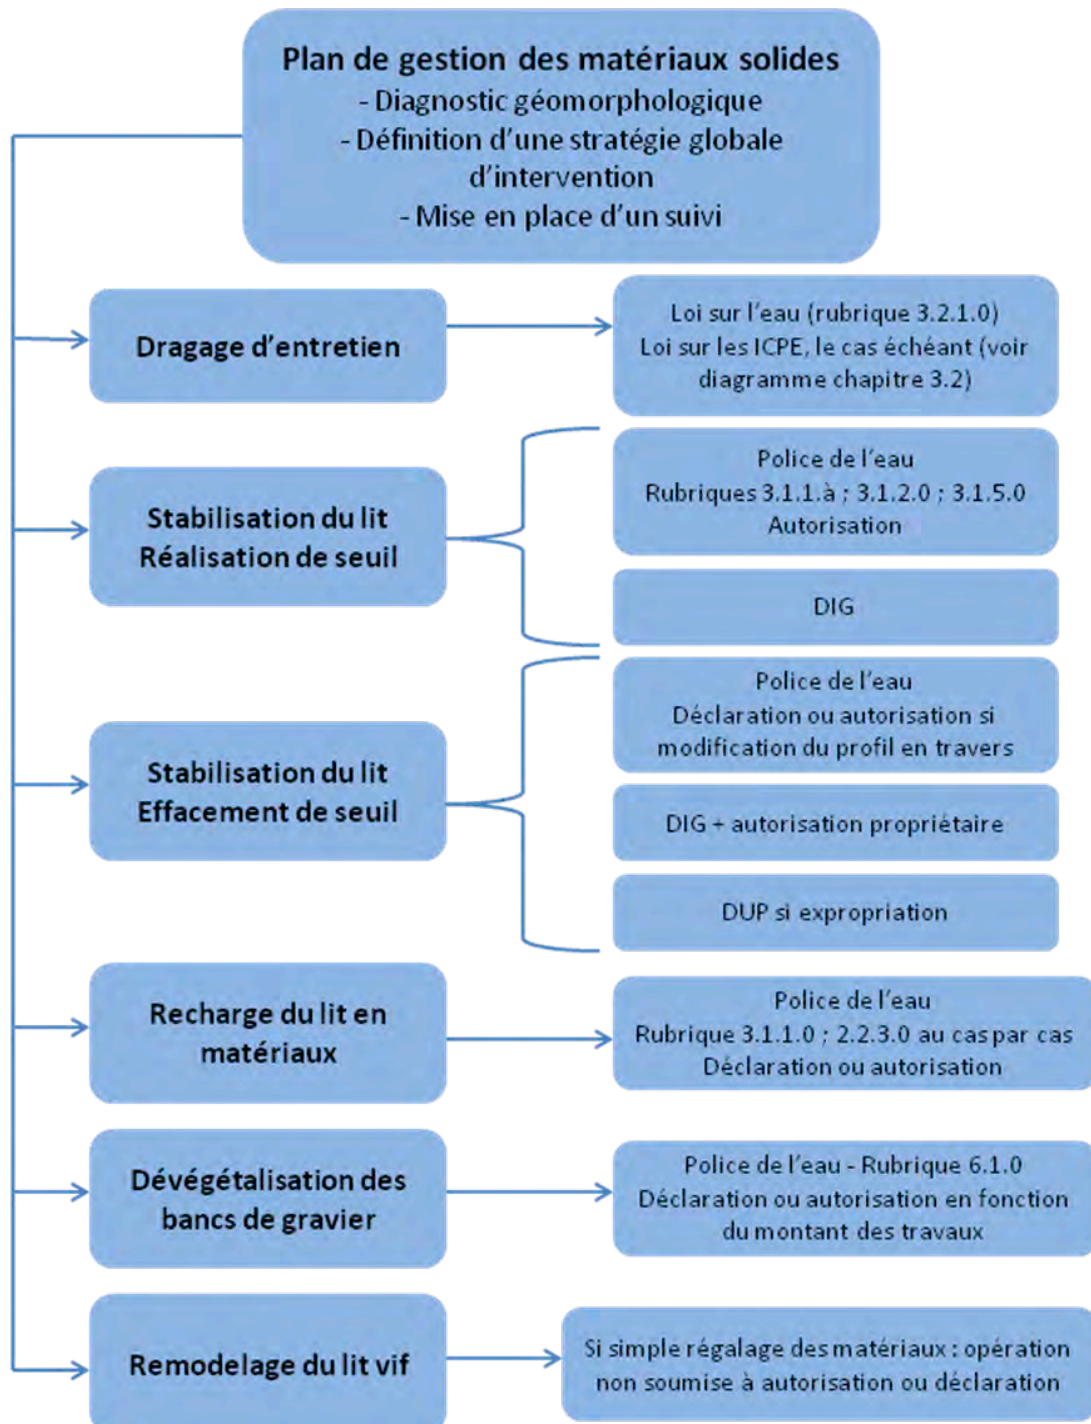 Plan de gestion des matériaux solides
- Diagnostic géomorphologique
- Définition d'une stratégie globale
d'intervention
- Mise en place d'un suivi
Dragage d'entretien
Loi sur l'eau (rubrique 3.2.1.0)
Loi sur les ICPE, le cas échéant (voir
diagramme chapitre 3.2)
Stabilisation du lit
Réalisation de seuil
Police de l'eau
Rubriques 3.1.1.à ; 3.1.2.0 ; 3.1.5.0
Autorisation
DIG
Stabilisation du lit
Effacement de seuil
Police de l'eau
Déclaration ou autorisation si
modification du profil en travers
DIG + autorisation propriétaire
DUP si expropriation
Recharge du lit en
matériaux
Police de l'eau
Rubrique 3.1.1.0 ; 2.2.3.0 au cas par cas
Déclaration ou autorisation
Dévégétalisation des
bancs de gravier
Police de l'eau - Rubrique 6.1.0
Déclaration ou autorisation en fonction
du montant des travaux
Remodelage du lit vif
Si simple régalage des matériaux : opération
non soumise à autorisation ou déclaration